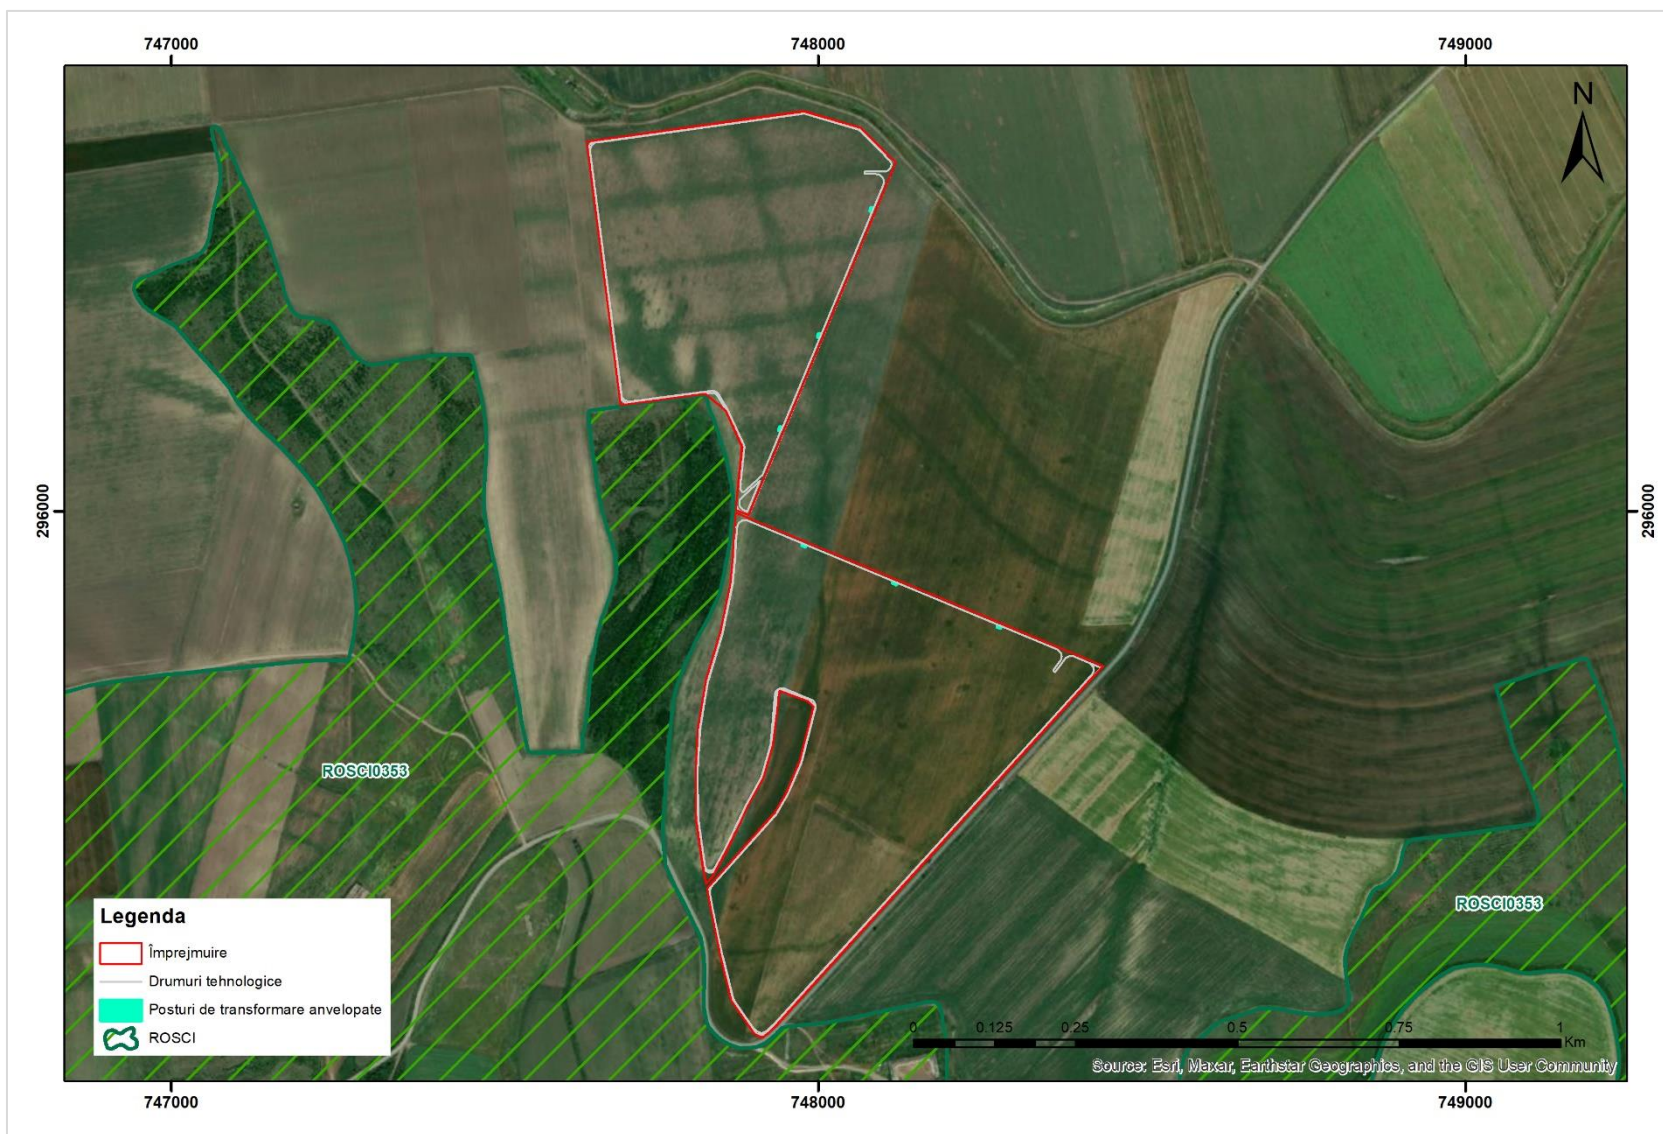 747000 748000 749000
N
296000 296000
ROSCI0353
ROSCI0353
Legenda
Împrejmuire
Drumuri tehnologice
Posturi de transformare anvelopate
ROSCI
0 0.125 0.25 0.5 0.75 1
Km
Source: Esri, Maxar, Earthstar Geographics, and the GIS User Community
747000 748000 749000